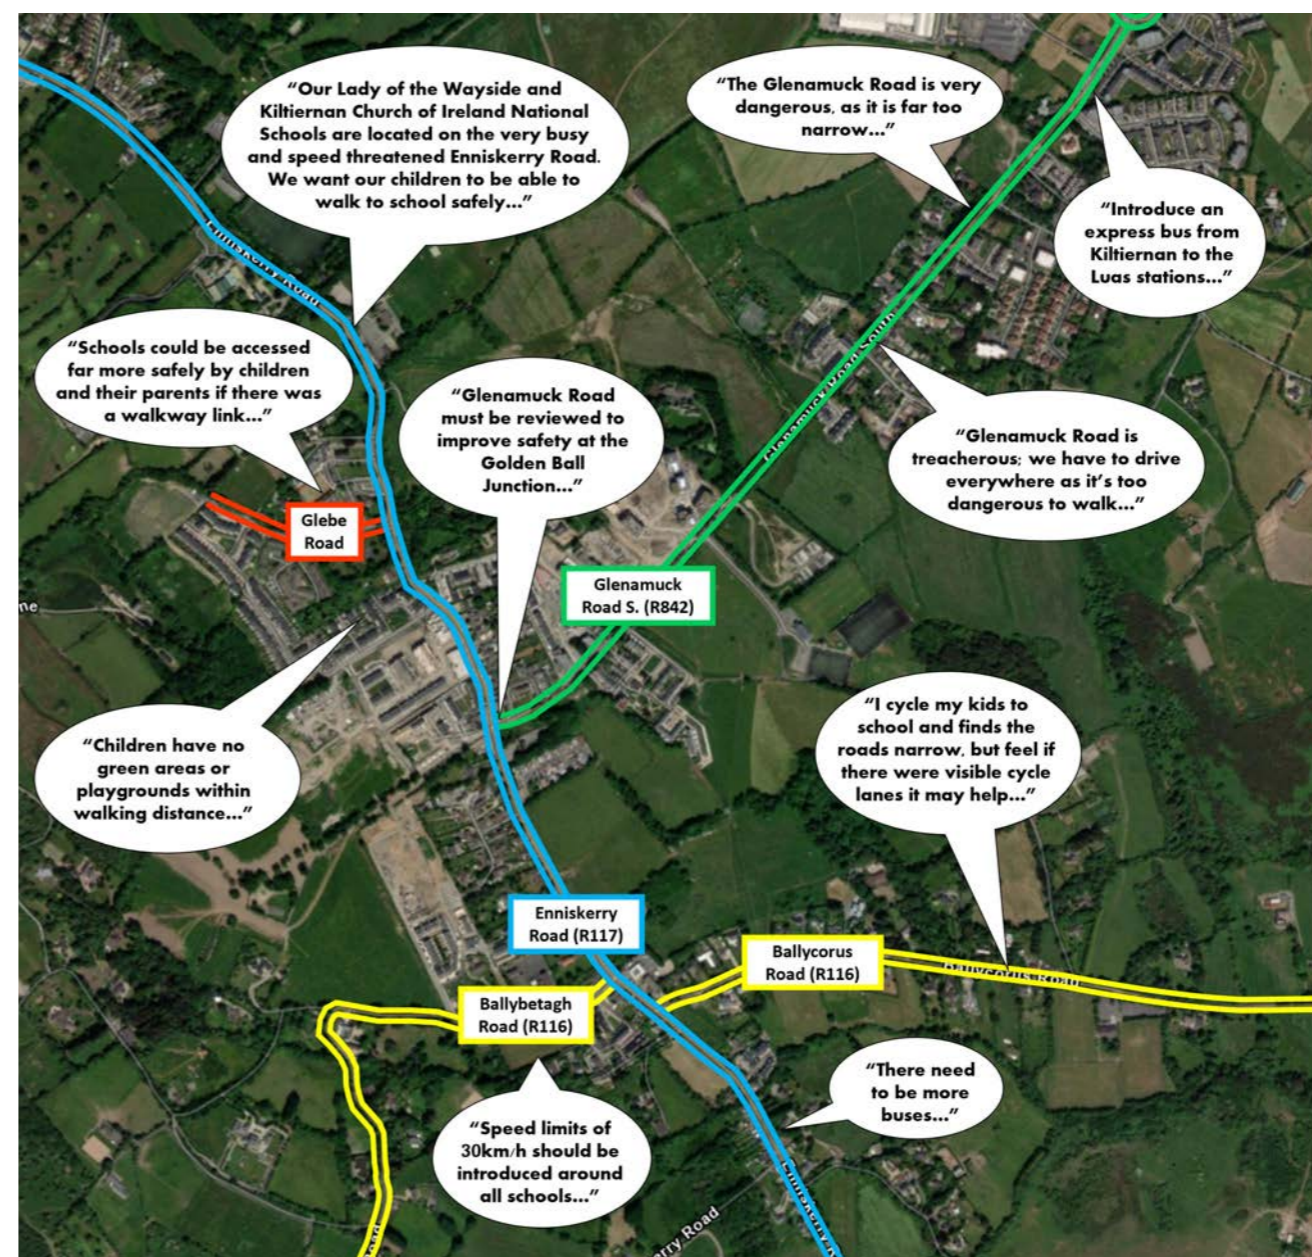 “Our Lady of the Wayside and
Kiltiernan Church of Ireland National
Schools are located on the very busy
and speed threatened Enniskerry Road.
We want our children to be able to
walk to school safely...”
“The Glenamuck Road is very
dangerous, as it is far too
narrow...”
“Introduce an
express bus from
Kiltiernan to the
Luas stations...”
Enniskerry Road
“Schools could be accessed
far more safely by children
and their parents if there was
a walkway link...”
“Glenamuck Road
must be reviewed to
improve safety at the
Golden Ball
Junction...”
Glenamuck Road South
“Glenamuck Road is
treacherous; we have to drive
everywhere as it’s too
dangerous to walk...”
Glebe
Road
Glenamuck
Road S. (R842)
ne
“Children have no
green areas or
playgrounds within
walking distance...”
“I cycle my kids to
school and finds the
roads narrow, but feel if
there were visible cycle
lanes it may help...”
Enniskerry
Road (R117)
Ballycorus
Road (R116)
Ballycorus Road
Ballybetagh
Road (R116)
“There need
to be more
buses...”
“Speed limits of
30km/h should be
introduced around
all schools...”
erry Road
Road